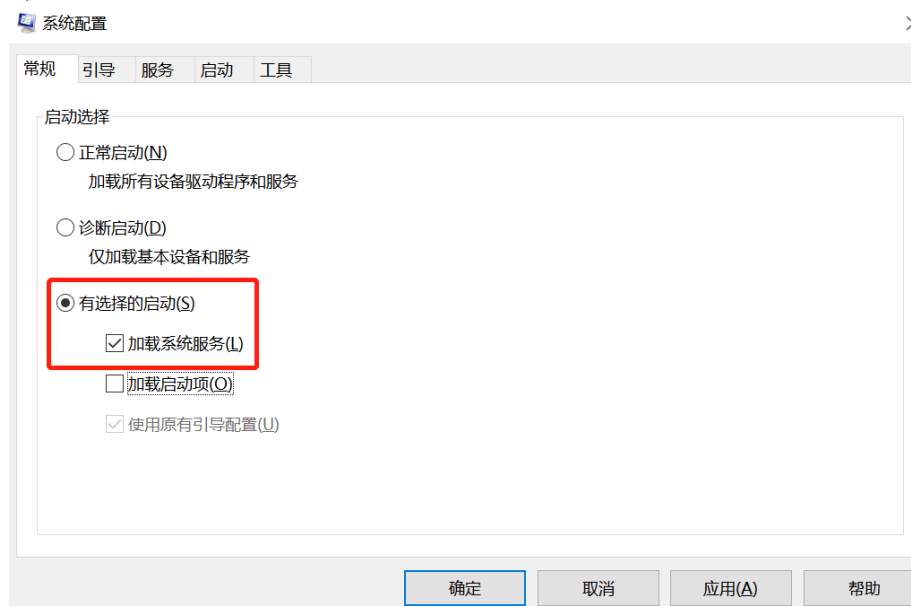 系统配置
常规 引导 服务 启动 工具
启动选择
正常启动(N)
加载所有设备驱动程序和服务
诊断启动(D)
仅加载基本设备和服务
有选择的启动(S)
加载系统服务(L)
加载启动项(O)
使用原有引导配置(U)
确定 取消 应用(A) 帮助